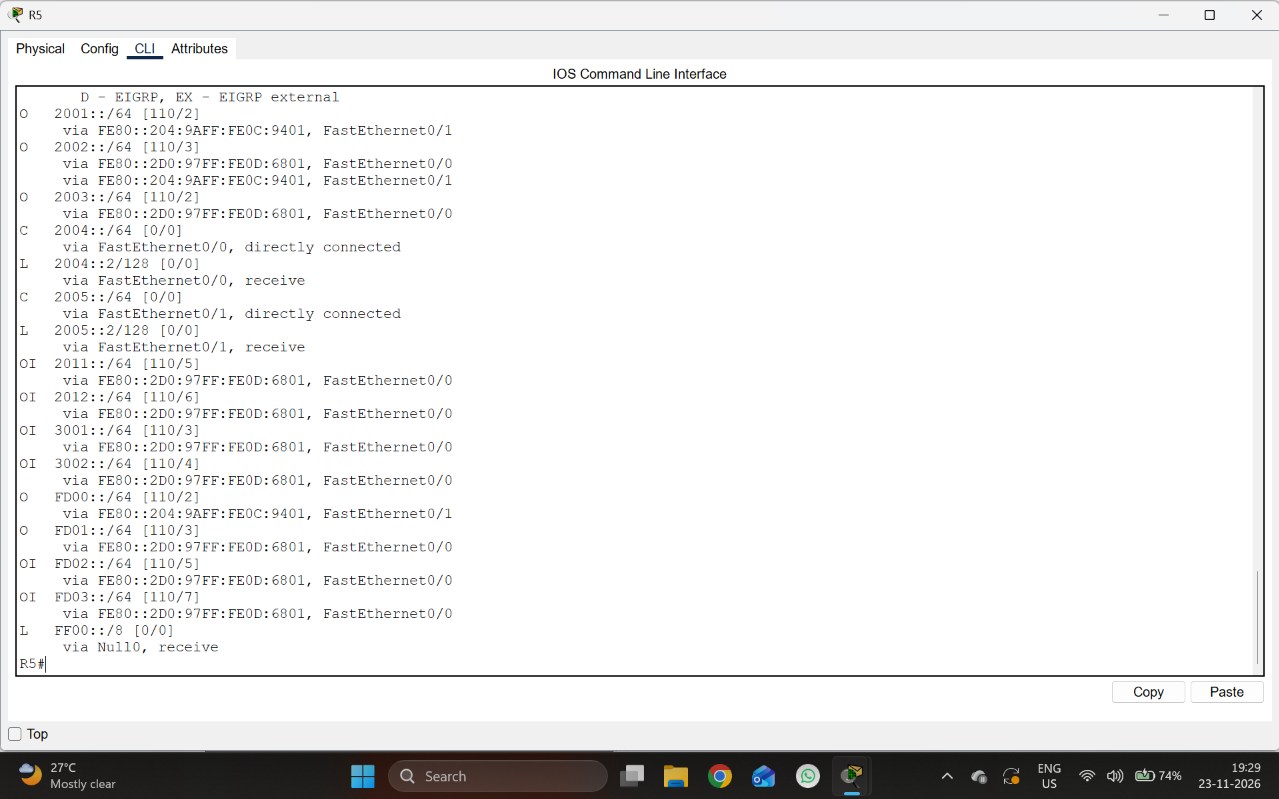 R5
Physical Config CLI Attributes
IOS Command Line Interface
D - EIGRP, EX - EIGRP external
O 2001::/64 [110/2]
via FE80::204:9AFF:FE0C:9401, FastEthernet0/1
O 2002::/64 [110/3]
via FE80::2D0:97FF:FE0D:6801, FastEthernet0/0
via FE80::204:9AFF:FE0C:9401, FastEthernet0/1
O 2003::/64 [110/2]
via FE80::2D0:97FF:FE0D:6801, FastEthernet0/0
C 2004::/64 [0/0]
via FastEthernet0/0, directly connected
L 2004::2/128 [0/0]
via FastEthernet0/0, receive
C 2005::/64 [0/0]
via FastEthernet0/1, directly connected
L 2005::2/128 [0/0]
via FastEthernet0/1, receive
OI 2011::/64 [110/5]
via FE80::2D0:97FF:FE0D:6801, FastEthernet0/0
OI 2012::/64 [110/6]
via FE80::2D0:97FF:FE0D:6801, FastEthernet0/0
OI 3001::/64 [110/3]
via FE80::2D0:97FF:FE0D:6801, FastEthernet0/0
OI 3002::/64 [110/4]
via FE80::2D0:97FF:FE0D:6801, FastEthernet0/0
O FD00::/64 [110/2]
via FE80::204:9AFF:FE0C:9401, FastEthernet0/1
O FD01::/64 [110/3]
via FE80::2D0:97FF:FE0D:6801, FastEthernet0/0
OI FD02::/64 [110/5]
via FE80::2D0:97FF:FE0D:6801, FastEthernet0/0
OI FD03::/64 [110/7]
via FE80::2D0:97FF:FE0D:6801, FastEthernet0/0
L FF00::/8 [0/0]
via Null0, receive
R5#
Copy Paste
Top
27°C
Mostly clear
Search
ENG
US
74%
19:29
23-11-2026